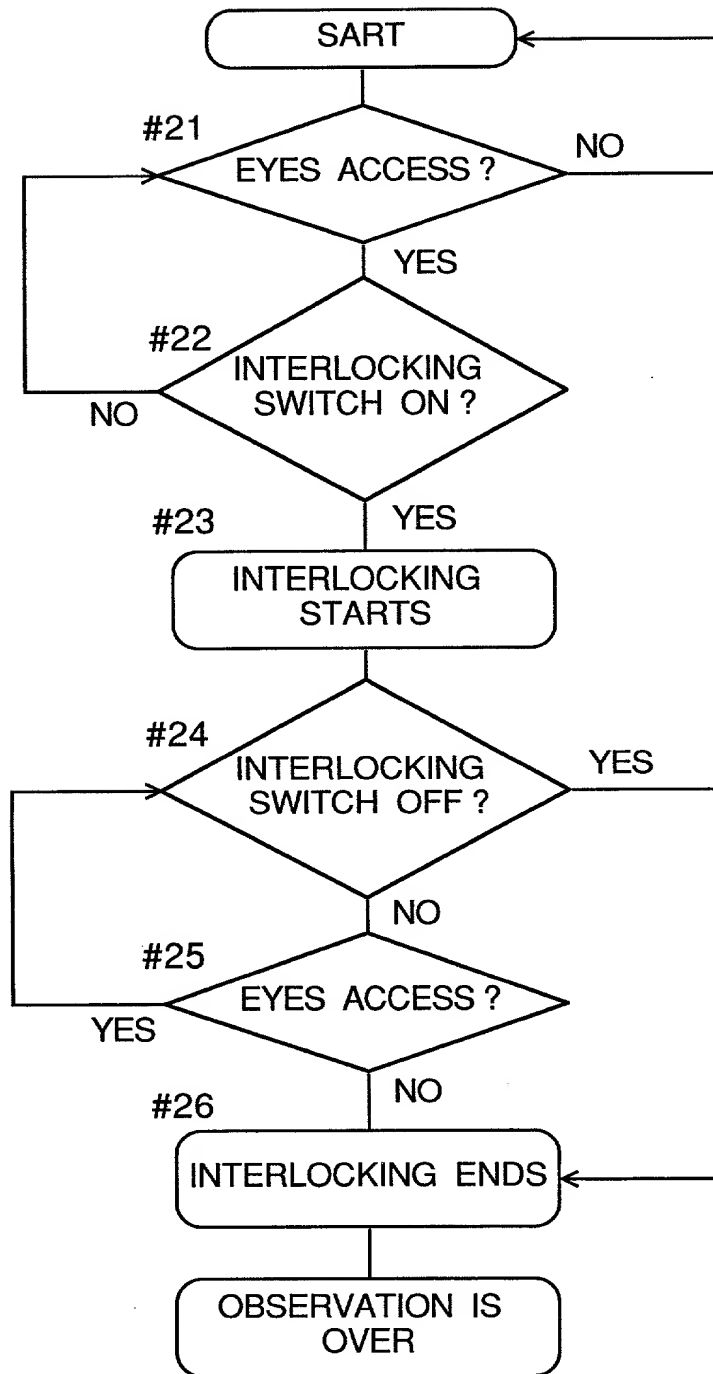 SART
#21
EYES ACCESS ?
NO
YES
#22
INTERLOCKING
SWITCH ON ?
NO
YES
#23
INTERLOCKING
STARTS
#24
INTERLOCKING
SWITCH OFF ?
YES
NO
#25
EYES ACCESS ?
YES
NO
#26
INTERLOCKING ENDS
OBSERVATION IS
OVER